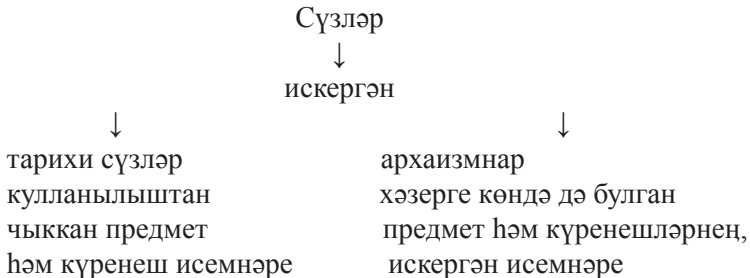 Сүзләр
↓
искергән
↓ ↓
тарихи сүзләр архаизмнар
кулланылыштан хәзерге көндә дә булган
чыккан предмет предмет һәм күренешләрнең,
һәм күренеш исемнәре искергән исемнәре